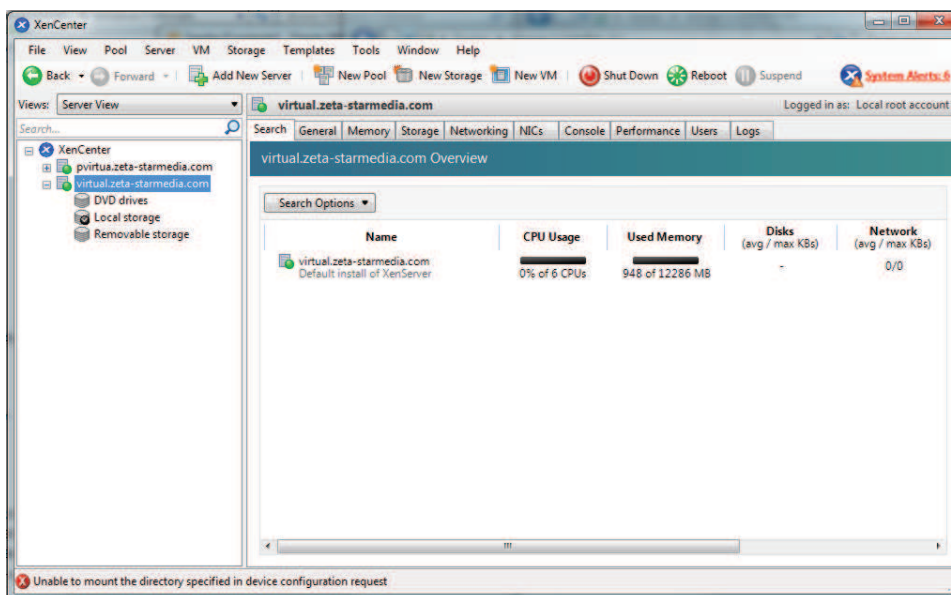 XenCenter
File View Pool Server VM Storage Templates Tools Window Help
Back Forward Add New Server New Pool New Storage New VM Shut Down Reboot Suspend System Alerts: 6
Views: Server View
virtual.zeta-starmedia.com Logged in as: Local root account
Search...
Search General Memory Storage Networking NICs Console Performance Users Logs
XenCenter
pvirtua.zeta-starmedia.com
virtual.zeta-starmedia.com
DVD drives
Local storage
Removable storage
virtual.zeta-starmedia.com Overview
Search Options
Name CPU Usage Used Memory Disks (avg / max KBs) Network (avg / max KBs)
virtual.zeta-starmedia.com 0% of 6 CPUs 948 of 12286 MB - 0/0
Default install of XenServer
Unable to mount the directory specified in device configuration request